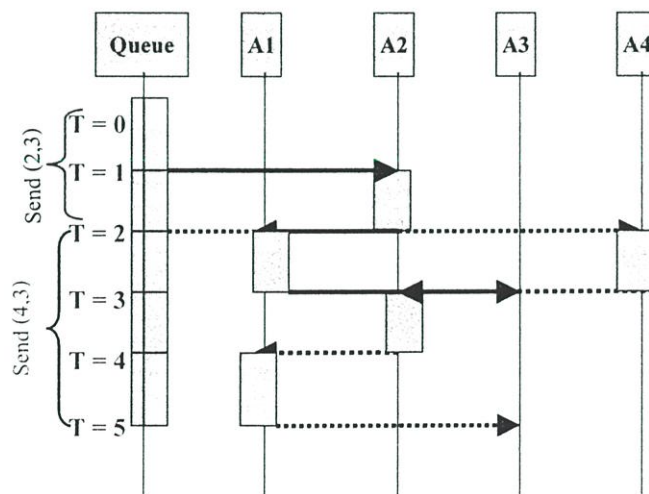 Queue A1 A2 A3 A4
T = 0
T = 1
T = 2
T = 3
T = 4
T = 5
Send (2,3)
Send (4,3)